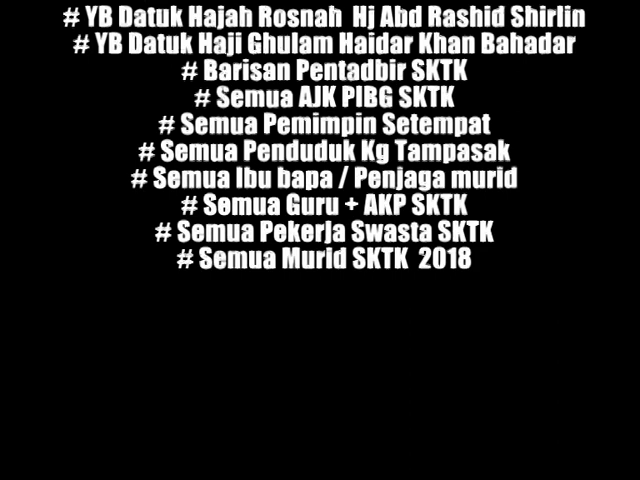 # YB Datuk Hajah Rosnah Hj Abd Rashid Shirlin
# YB Datuk Haji Ghulam Haidar Khan Bahadar
# Barisan Pentadbir SKTK
# Semua AJK PIBG SKTK
# Semua Pemimpin Setempat
# Semua Penduduk Kg Tampasak
# Semua Ibu bapa / Penjaga murid
# Semua Guru + AKP SKTK
# Semua Pekerja Swasta SKTK
# Semua Murid SKTK 2018